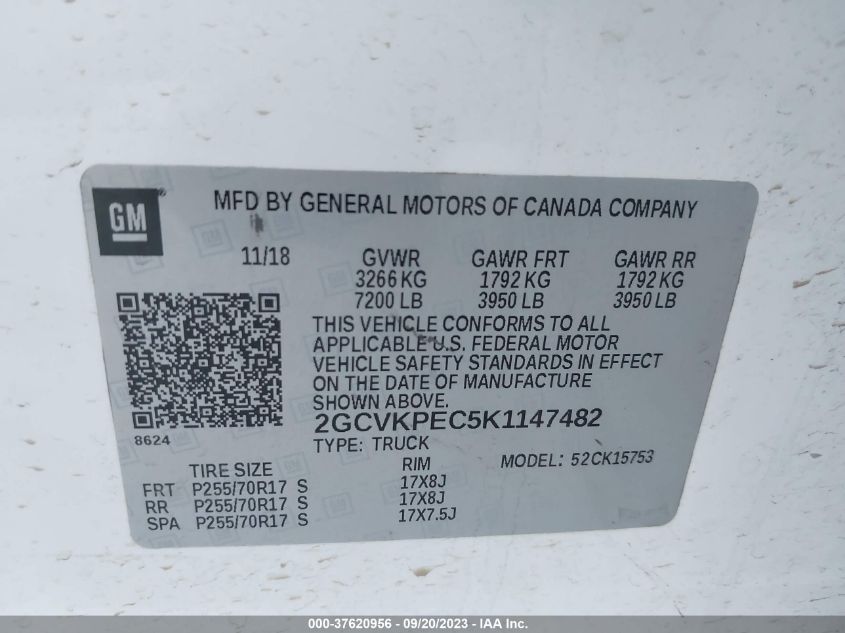 GM ®
MFD BY GENERAL MOTORS OF CANADA COMPANY
11/18 GVWR GAWR FRT GAWR RR
3266 KG 1792 KG 1792 KG
7200 LB 3950 LB 3950 LB
THIS VEHICLE CONFORMS TO ALL
APPLICABLE U.S. FEDERAL MOTOR
VEHICLE SAFETY STANDARDS IN EFFECT
ON THE DATE OF MANUFACTURE
SHOWN ABOVE.
2GCVKPEC5K1147482
8624
TYPE: TRUCK
TIRE SIZE RIM MODEL: 52CK15753
FRT P255/70R17 S 17X8J
RR P255/70R17 S 17X8J
SPA P255/70R17 S 17X7.5J
000-37620956 - 09/20/2023 - IAA Inc.